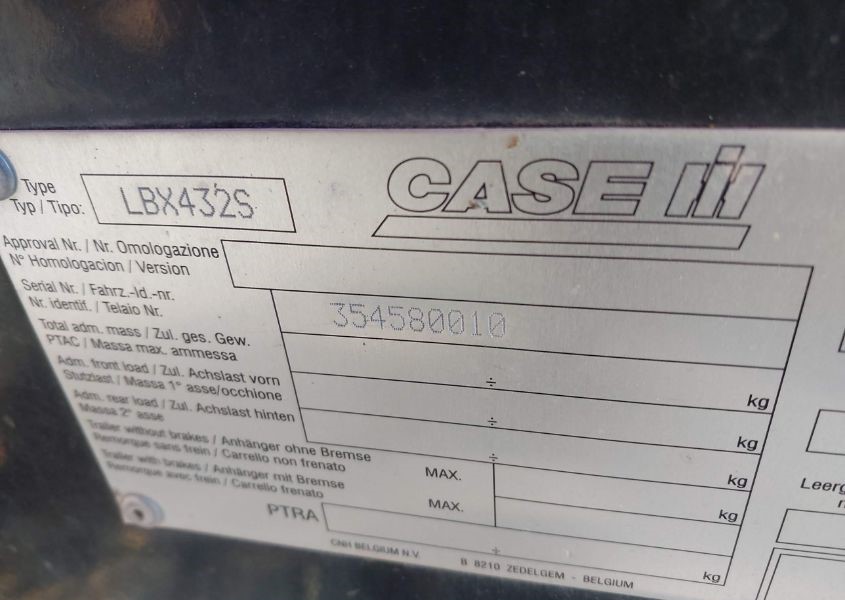 CASE III
Type
Typ / Tipo: LBX432S
Approval Nr. / Nr. Omologazione
N° Homologacion / Version
Serial Nr. / Fahrz.-Id.-nr.
Nr. identif. / Telaio Nr. 354580010
Total adm. mass / Zul. ges. Gew.
PTAC / Massa max. ammessa ÷ kg
Adm. front load / Zul. Achslast vorn
Stutzlast / Massa 1° asse/occhione ÷ kg
Adm. rear load / Zul. Achslast hinten
Massa 2° asse ÷ kg
Trailer without brakes / Anhänger ohne Bremse
Remorque sans frein / Carrello non frenato MAX. kg
Trailer with brakes / Anhänger mit Bremse
Remorque avec frein / Carrello frenato MAX.
PTRA ÷ kg
CNH BELGIUM N.V. B 8210 ZEDELGEM - BELGIUM